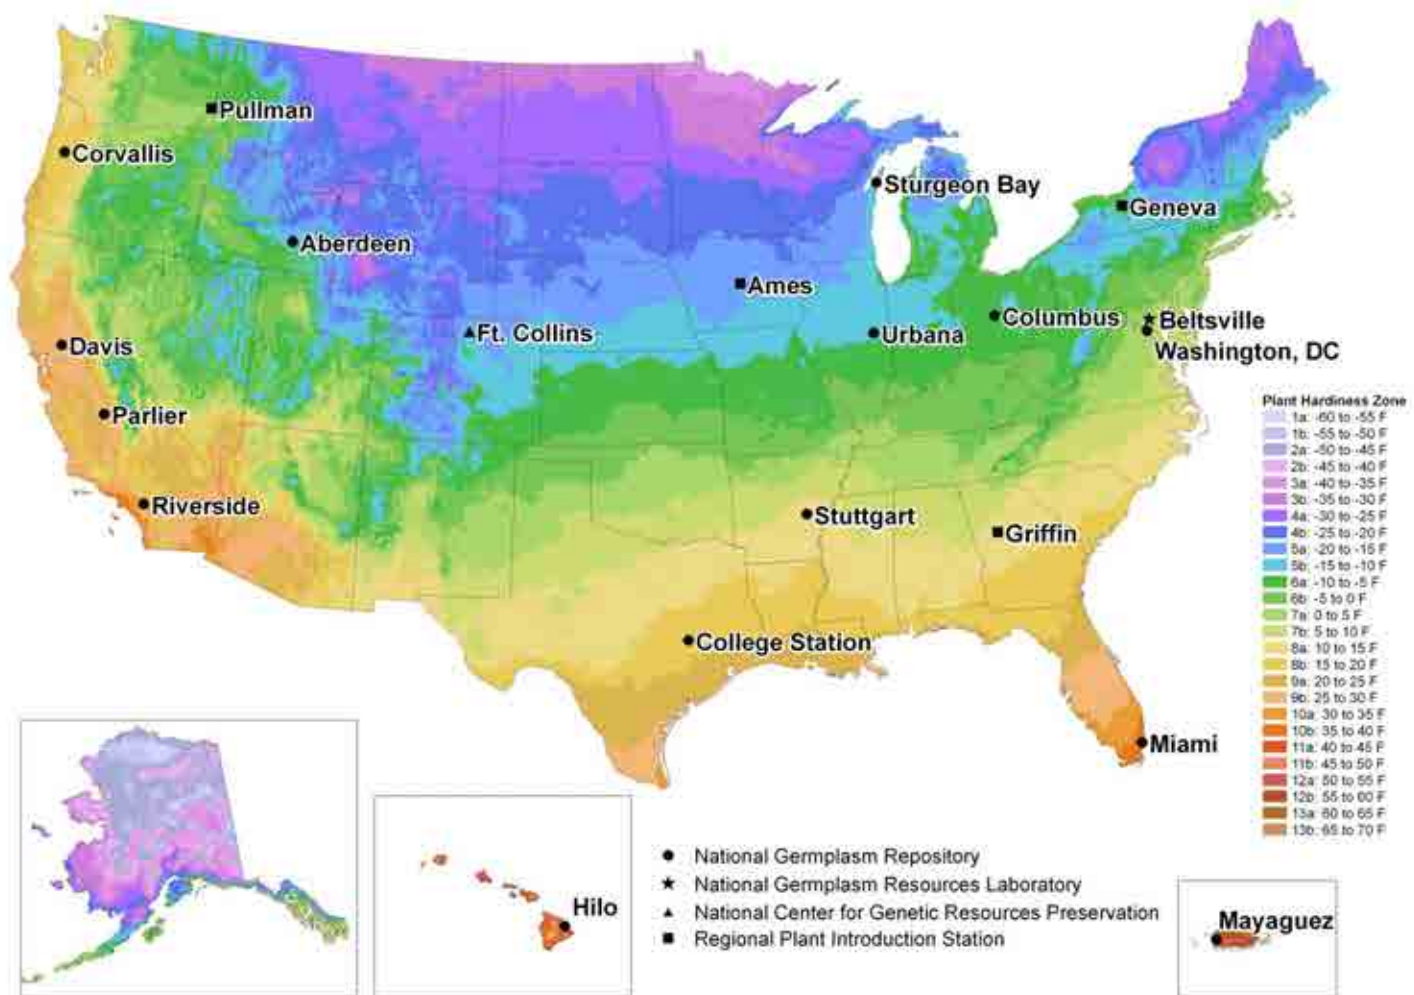 Pullman
Corvallis
Sturgeon Bay
Geneva
Aberdeen
Ames
Ft. Collins
Urbana
Columbus
Beltsville
Washington, DC
Davis
Parlier
Riverside
Stuttgart
Griffin
College Station
Miami
Plant Hardiness Zone
1a: -60 to -55 F
1b: -55 to -50 F
2a: -50 to -45 F
2b: -45 to -40 F
3a: -40 to -35 F
3b: -35 to -30 F
4a: -30 to -25 F
4b: -25 to -20 F
5a: -20 to -15 F
5b: -15 to -10 F
6a: -10 to -5 F
6b: -5 to 0 F
7a: 0 to 5 F
7b: 5 to 10 F
8a: 10 to 15 F
8b: 15 to 20 F
9a: 20 to 25 F
9b: 25 to 30 F
10a: 30 to 35 F
10b: 35 to 40 F
11a: 40 to 45 F
11b: 45 to 50 F
12a: 50 to 55 F
12b: 55 to 60 F
13a: 60 to 65 F
13b: 65 to 70 F
Hilo
National Germplasm Repository
National Germplasm Resources Laboratory
National Center for Genetic Resources Preservation
Regional Plant Introduction Station
Mayaguez